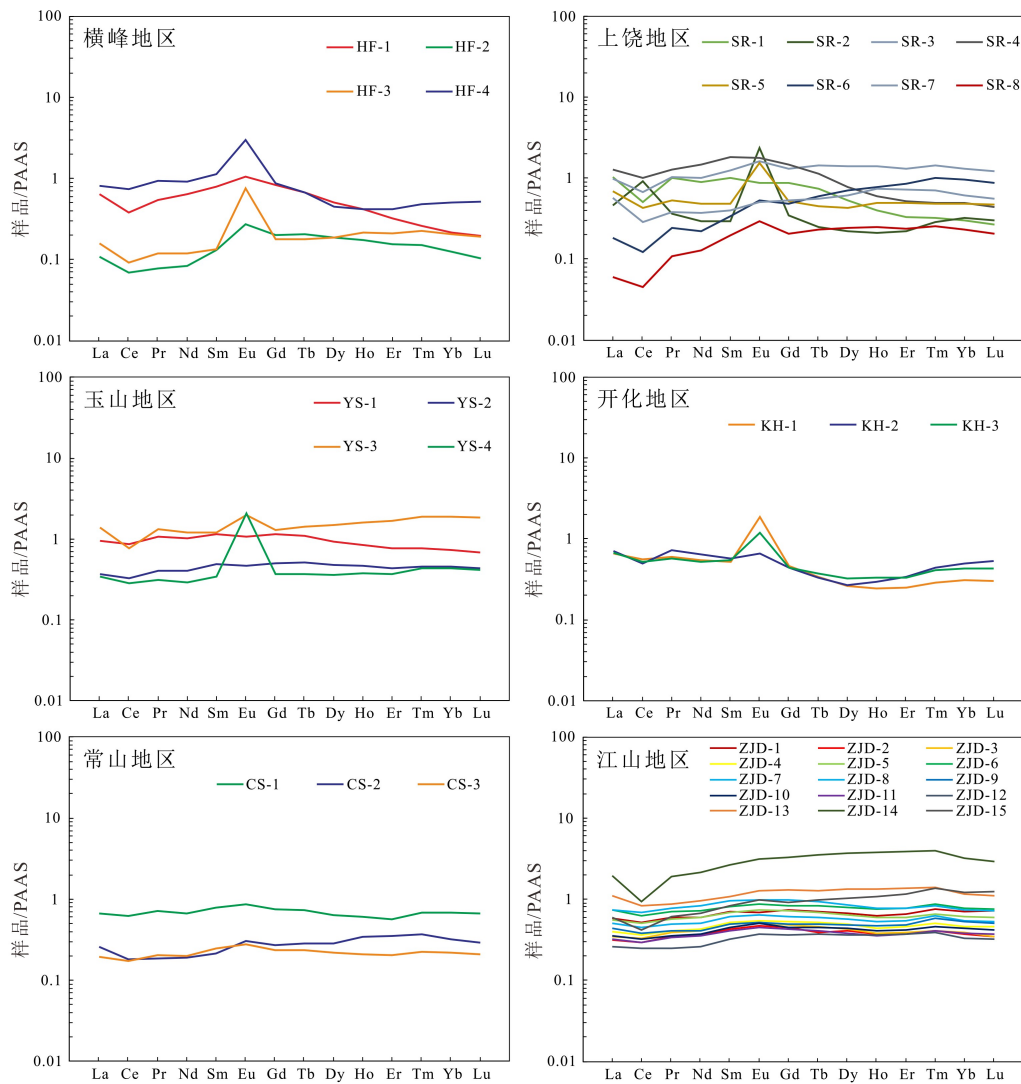 横峰地区
HF-1 HF-2
HF-3 HF-4
样品/PAAS
100
10
1
0.1
0.01
La Ce Pr Nd Sm Eu Gd Tb Dy Ho Er Tm Yb Lu
上饶地区
SR-1 SR-2 SR-3 SR-4
SR-5 SR-6 SR-7 SR-8
样品/PAAS
100
10
1
0.1
0.01
La Ce Pr Nd Sm Eu Gd Tb Dy Ho Er Tm Yb Lu
玉山地区
YS-1 YS-2
YS-3 YS-4
样品/PAAS
100
10
1
0.1
0.01
La Ce Pr Nd Sm Eu Gd Tb Dy Ho Er Tm Yb Lu
开化地区
KH-1 KH-2 KH-3
样品/PAAS
100
10
1
0.1
0.01
La Ce Pr Nd Sm Eu Gd Tb Dy Ho Er Tm Yb Lu
常山地区
CS-1 CS-2 CS-3
样品/PAAS
100
10
1
0.1
0.01
La Ce Pr Nd Sm Eu Gd Tb Dy Ho Er Tm Yb Lu
江山地区
ZJD-1 ZJD-2 ZJD-3
ZJD-4 ZJD-5 ZJD-6
ZJD-7 ZJD-8 ZJD-9
ZJD-10 ZJD-11 ZJD-12
ZJD-13 ZJD-14 ZJD-15
样品/PAAS
100
10
1
0.1
0.01
La Ce Pr Nd Sm Eu Gd Tb Dy Ho Er Tm Yb Lu